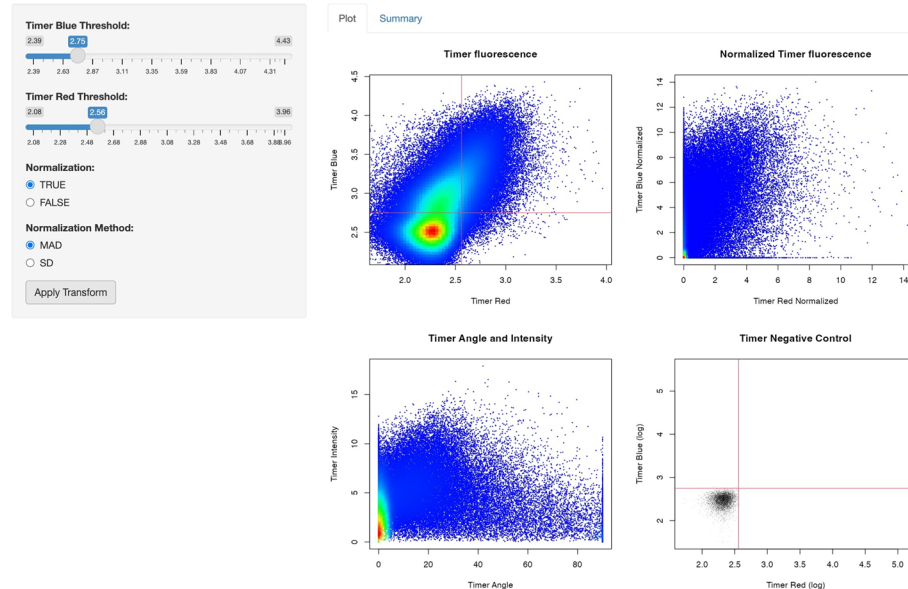 Timer Blue Threshold:
2.39 2.75 4.43
2.39 2.63 2.87 3.11 3.35 3.59 3.83 4.07 4.31
Timer Red Threshold:
2.08 2.56 3.96
2.08 2.28 2.48 2.68 2.88 3.08 3.28 3.48 3.68 3.88 3.96
Normalization:
TRUE
FALSE
Normalization Method:
MAD
SD
Apply Transform
Plot Summary
Timer fluorescence
Timer Blue
4.5
4.0
3.5
3.0
2.5
2.0 2.5 3.0 3.5 4.0
Timer Red
Normalized Timer fluorescence
Timer Blue Normalized
14
12
10
8
6
4
2
0
0 2 4 6 8 10 12 14
Timer Red Normalized
Timer Angle and Intensity
Timer Intensity
15
10
5
0
0 20 40 60 80
Timer Angle
Timer Negative Control
Timer Blue (log)
5
4
3
2
2.0 2.5 3.0 3.5 4.0 4.5 5.0
Timer Red (log)